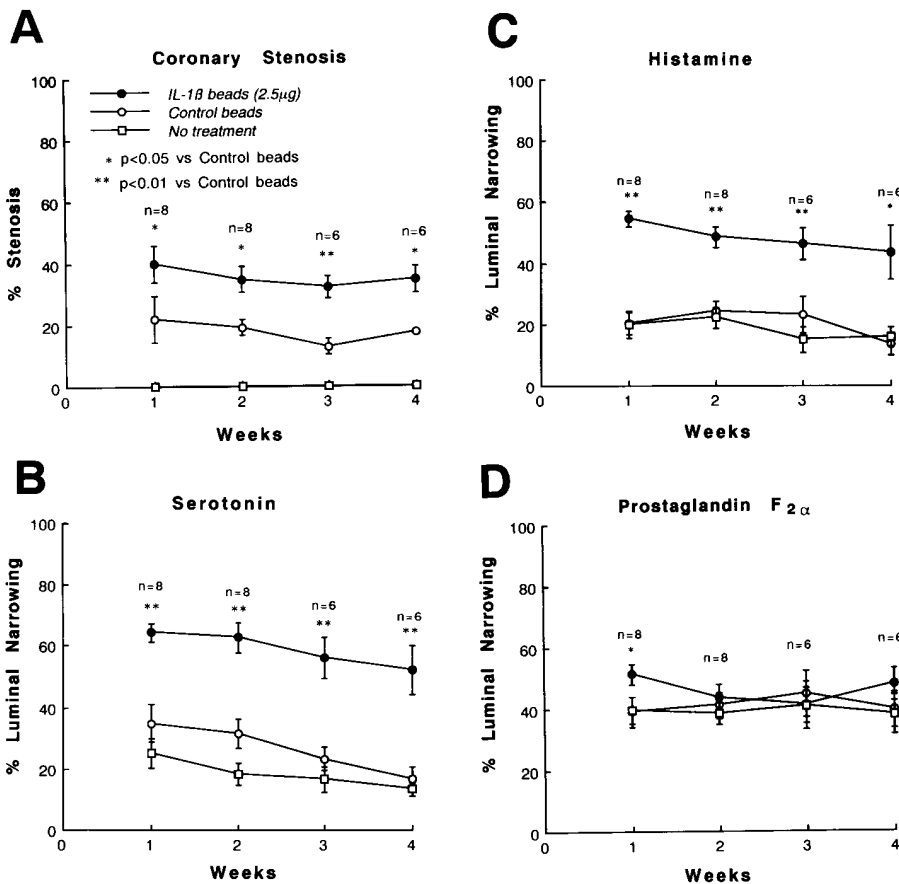 A
Coronary Stenosis
100
80
60
40
20
0
% Stenosis
IL-1ß beads (2.5µg)
Control beads
No treatment
* p<0.05 vs Control beads
** p<0.01 vs Control beads
n=8
*
n=8
*
n=6
**
n=6
*
0
1
2
3
4
Weeks
C
Histamine
100
80
60
40
20
0
% Luminal Narrowing
n=8
**
n=8
**
n=6
**
n=6
*
0
1
2
3
4
Weeks
B
Serotonin
100
80
60
40
20
0
% Luminal Narrowing
n=8
**
n=8
**
n=6
**
n=6
**
0
1
2
3
4
Weeks
D
Prostaglandin F2α
100
80
60
40
20
0
% Luminal Narrowing
n=8
*
n=8
n=6
n=6
0
1
2
3
4
Weeks